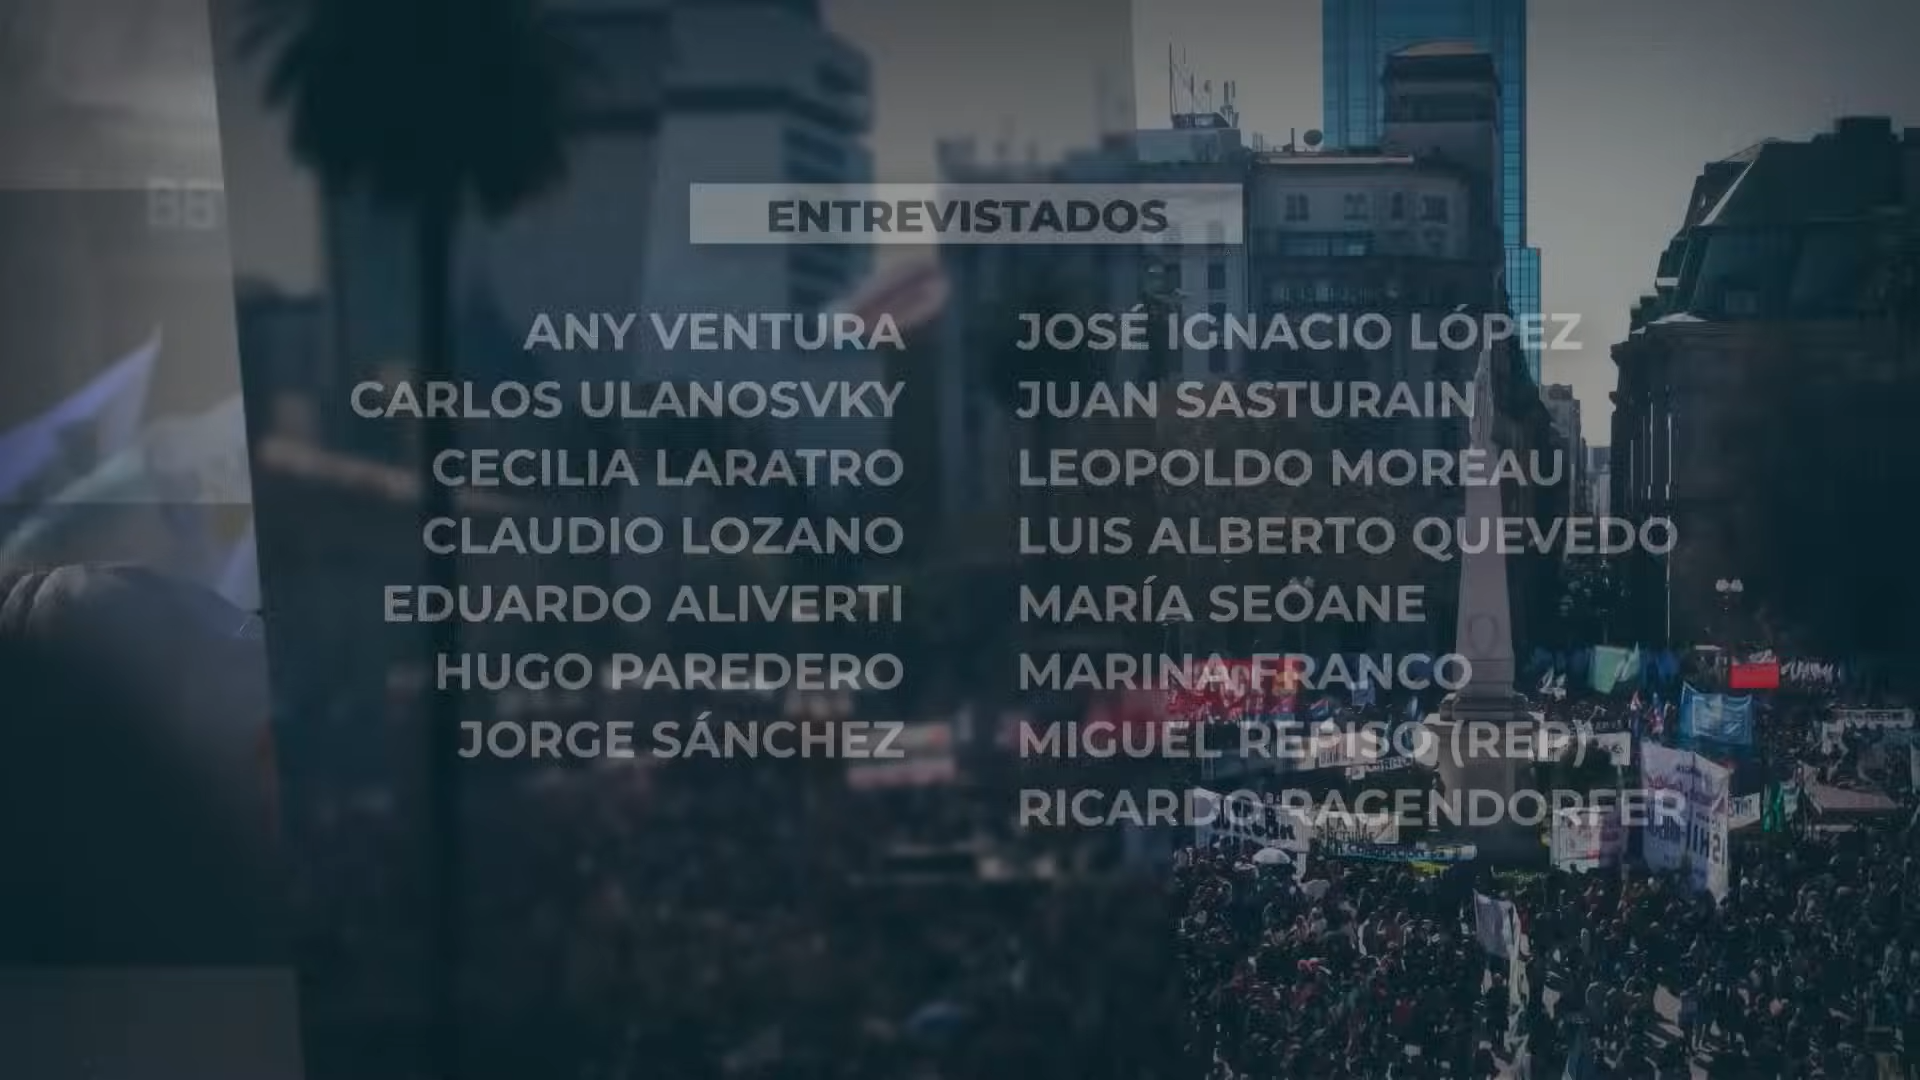 ENTREVISTADOS
ANY VENTURA
CARLOS ULANOSVKY
CECILIA LARATRO
CLAUDIO LOZANO
EDUARDO ALIVERTI
HUGO PAREDERO
JORGE SÁNCHEZ
JOSÉ IGNACIO LÓPEZ
JUAN SASTURAIN
LEOPOLDO MOREAU
LUIS ALBERTO QUEVEDO
MARÍA SEOANE
MARINA FRANCO
MIGUEL REPISO (REP)
RICARDO RAGENDORFER